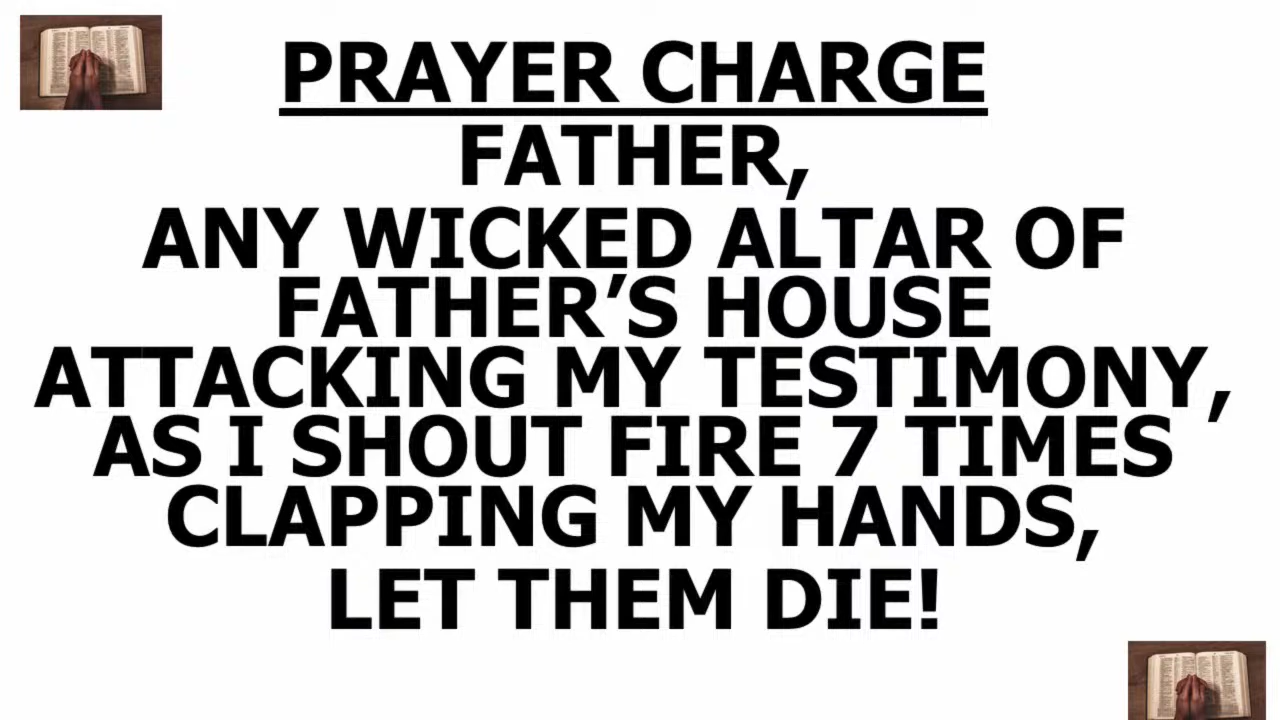 PRAYER CHARGE
FATHER,
ANY WICKED ALTAR OF
FATHER’S HOUSE
ATTACKING MY TESTIMONY,
AS I SHOUT FIRE 7 TIMES
CLAPPING MY HANDS,
LET THEM DIE!